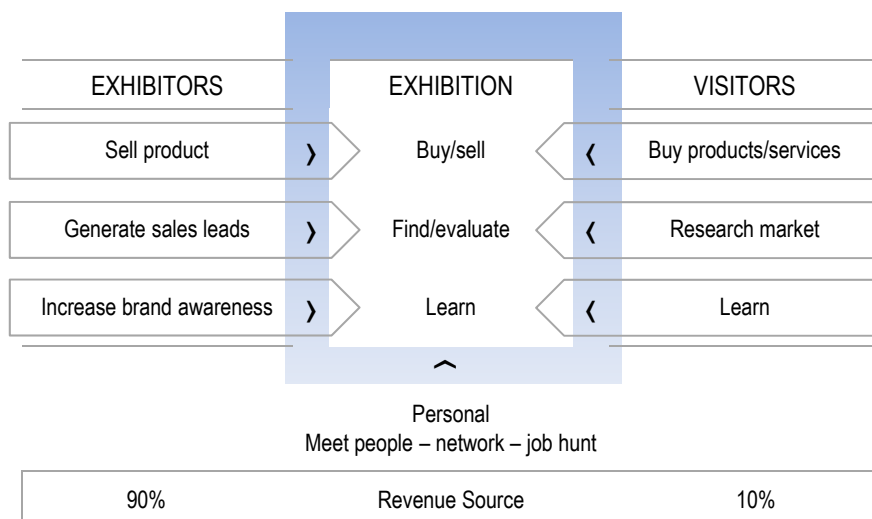 EXHIBITORS EXHIBITION VISITORS
Sell product Buy/sell Buy products/services
Generate sales leads Find/evaluate Research market
Increase brand awareness Learn Learn
Personal
Meet people – network – job hunt
90% Revenue Source 10%